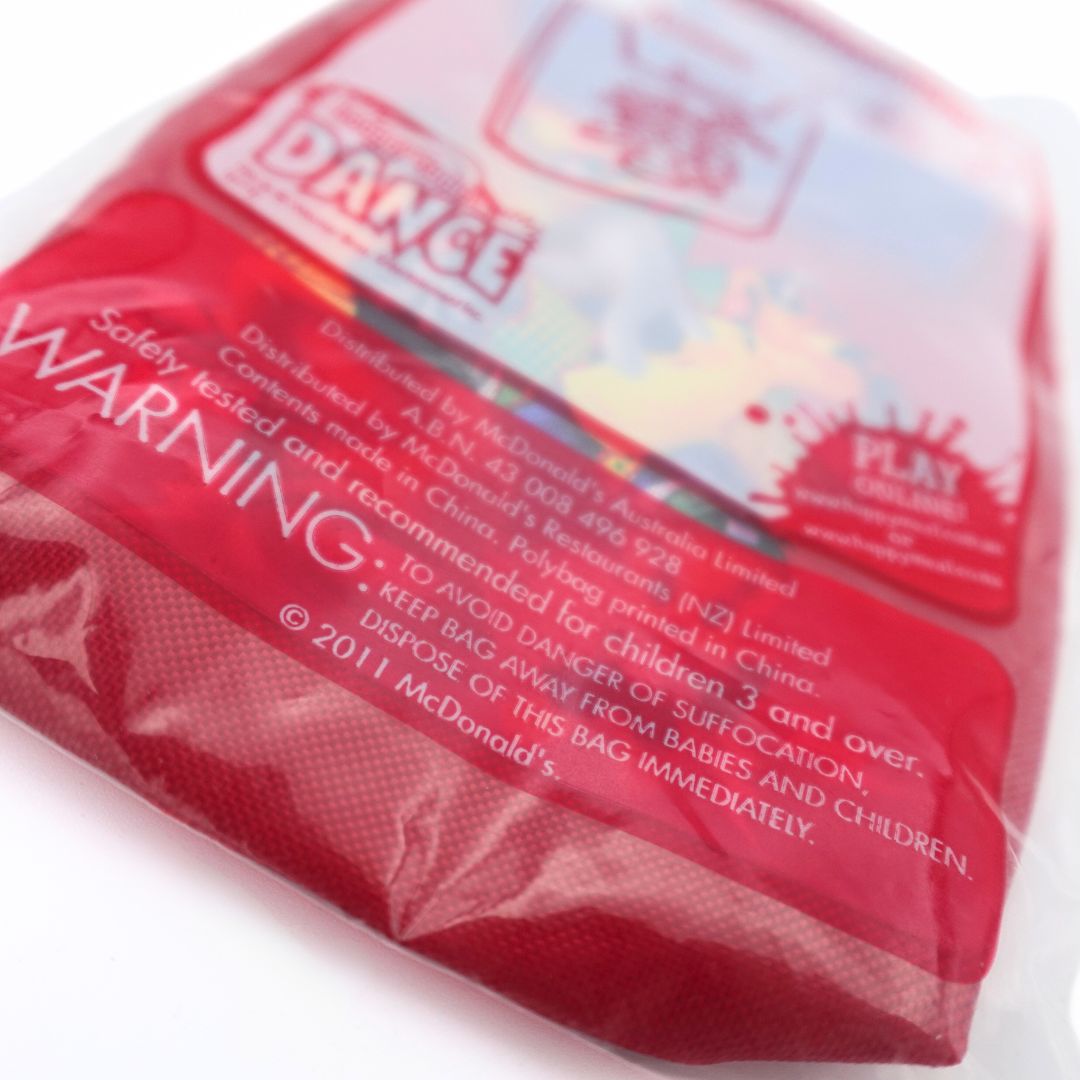 DANCE
PLAY
ONLINE!
Distributed by McDonald's Australia Limited
A.B.N. 43 008 496 928
Distributed by McDonald's Restaurants (NZ) Limited
Contents made in China. Polybag printed in China.
Safety tested and recommended for children 3 and over.
WARNING: TO AVOID DANGER OF SUFFOCATION,
KEEP BAG AWAY FROM BABIES AND CHILDREN.
DISPOSE OF THIS BAG IMMEDIATELY.
© 2011 McDonald's.